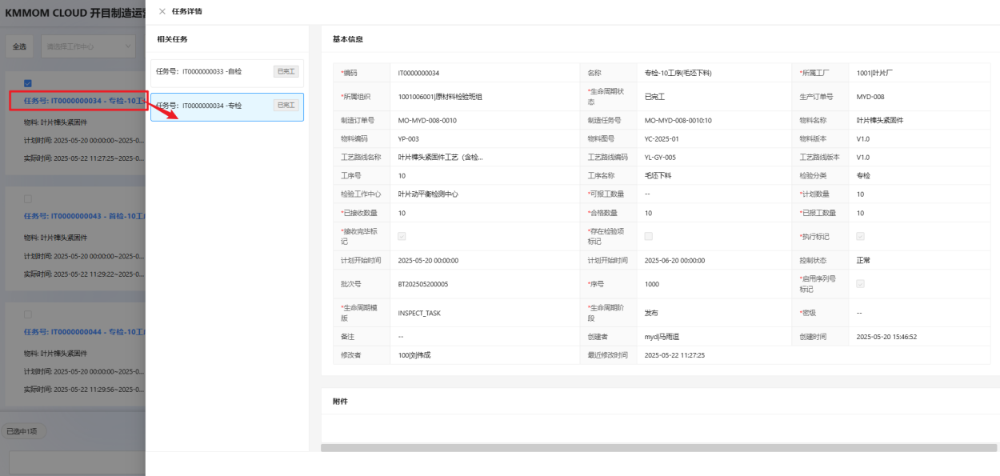 KMMOM CLOUD 开目制造运营
全选
请选择工作中心
任务号: IT0000000034 - 专检-10工
物料: 叶片榫头紧固件
计划时间: 2025-05-20 00:00:00~2025-0...
实际时间: 2025-05-22 11:27:25~2025-0...
任务号: IT0000000043 - 首检-10工
物料: 叶片榫头紧固件
计划时间: 2025-05-20 00:00:00~2025-0...
实际时间: 2025-05-22 11:29:22~2025-0...
任务号: IT0000000044 - 专检-10工
物料: 叶片榫头紧固件
计划时间: 2025-05-20 00:00:00~2025-0...
实际时间: 2025-05-22 11:29:56~2025-0...
已选中1项
任务详情
相关任务
任务号: IT0000000033 -自检 已完工
任务号: IT0000000034 -专检 已完工
基本信息
*编码 IT0000000034 名称 专检-10工序(毛坯下料) *所属工厂 1001|叶片厂
*所属组织 1001006001|原材料检验班组 *生命周期状态 已完工 生产订单号 MYD-008
制造订单号 MO-MYD-008-0010 制造任务号 MO-MYD-008-0010:10 物料名称 叶片榫头紧固件
物料编码 YP-003 物料图号 YC-2025-01 物料版本 V1.0
工艺路线名称 叶片榫头紧固件工艺（含检... 工艺路线编码 YL-GY-005 工艺路线版本 V1.0
工序号 10 工序名称 毛坯下料 检验分类 专检
检验工作中心 叶片动平衡检测中心 *可报工数量 -- *计划数量 10
*已接收数量 10 *合格数量 10 *已报工数量 10
*接收完毕标记 *存在检验项标记 *执行标记
计划开始时间 2025-05-20 00:00:00 计划开始时间 2025-06-20 00:00:00 控制状态 正常
批次号 BT202505200005 *序号 1000 *启用序列号标记
*生命周期模版 INSPECT_TASK *生命周期阶段 发布 *密级 --
备注 -- 创建者 myd|马雨逗 创建时间 2025-05-20 15:46:52
修改者 100|刘伟成 最近修改时间 2025-05-22 11:27:25
附件